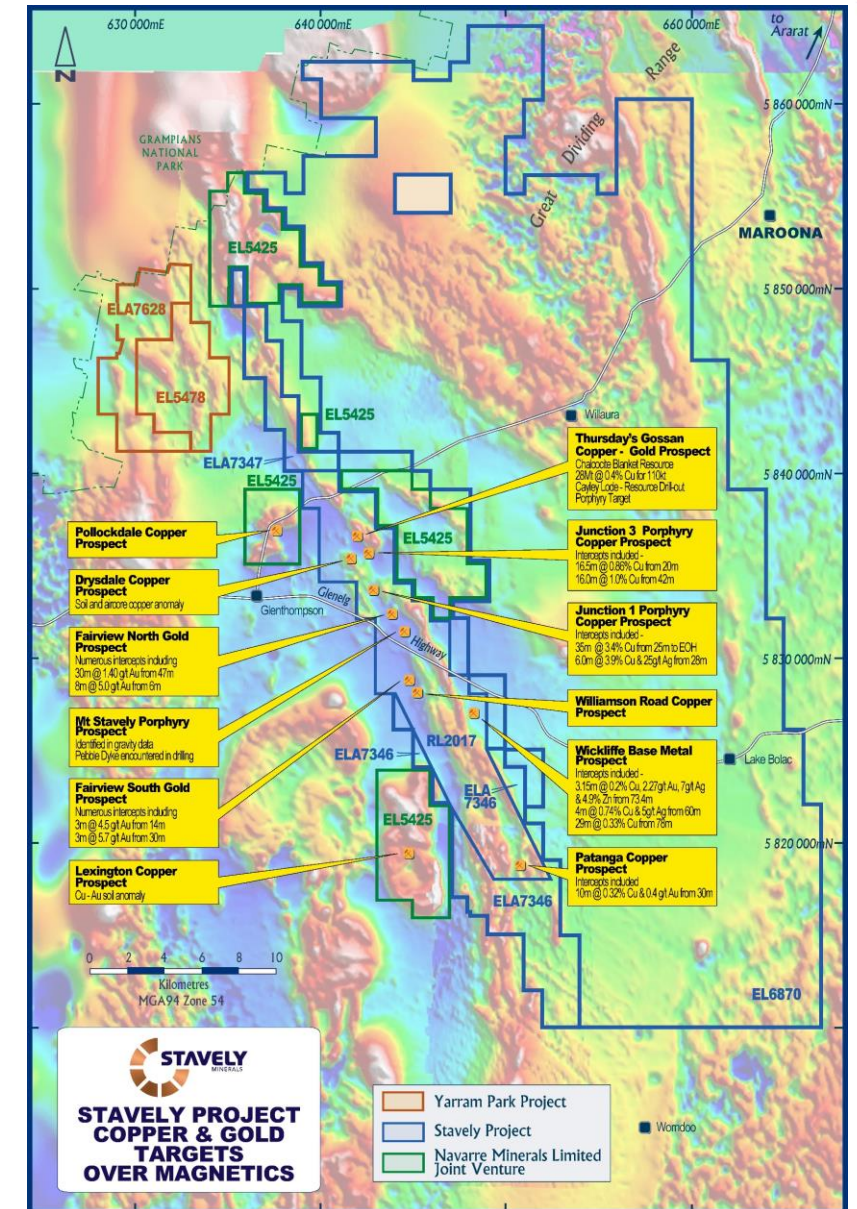 630 000mE
640 000mE
660 000mE
to
Ararat
N
Range
Dividing
Great
5 860 000mN
GRAMPIANS
NATIONAL
PARK
MAROONA
EL5425
5 850 000mN
ELA7628
EL5478
EL5425
Willaura
ELA7347
5 840 000mN
EL5425
EL5425
Thursday's Gossan
Copper - Gold Prospect
Chalcocite Blanket Resource
28Mt @ 0.4% Cu for 110kt
Cayley Lode - Resource Drill-out
Porphyry Target
Pollockdale Copper
Prospect
Junction 3 Porphyry
Copper Prospect
Intercepts included -
16.5m @ 0.86% Cu from 20m
16.0m @ 1.0% Cu from 42m
Drysdale Copper
Prospect
Soil and aircore copper anomaly
Glenthompson
Glenelg
Highway
Junction 1 Porphyry
Copper Prospect
Intercepts included -
35m @ 3.4% Cu from 25m to EOH
6.0m @ 3.9% Cu & 25g/t Ag from 28m
Fairview North Gold
Prospect
Numerous intercepts including
30m @ 1.40 g/t Au from 47m
8m @ 5.0 g/t Au from 6m
5 830 000mN
Williamson Road Copper
Prospect
Mt Stavely Porphyry
Prospect
Identified in gravity data
Pebble Dyke encountered in drilling
ELA7346
RL2017
ELA
7346
Wickliffe Base Metal
Prospect
Intercepts included -
3.15m @ 0.2% Cu, 2.27g/t Au, 7g/t Ag
& 4.9% Zn from 73.4m
4m @ 0.74% Cu & 5g/t Ag from 60m
29m @ 0.33% Cu from 78m
Lake Bolac
Fairview South Gold
Prospect
Numerous intercepts including
3m @ 4.5 g/t Au from 14m
3m @ 5.7 g/t Au from 30m
EL5425
5 820 000mN
Lexington Copper
Prospect
Cu - Au soil anomaly
Patanga Copper
Prospect
Intercepts included
10m @ 0.32% Cu & 0.4 g/t Au from 30m
ELA7346
0 2 4 6 8 10
Kilometres
MGA94 Zone 54
EL6870
STAVELY
MINERALS
STAVELY PROJECT
COPPER & GOLD
TARGETS
OVER MAGNETICS
Yarram Park Project
Stavely Project
Navarre Minerals Limited
Joint Venture
Worrdoo